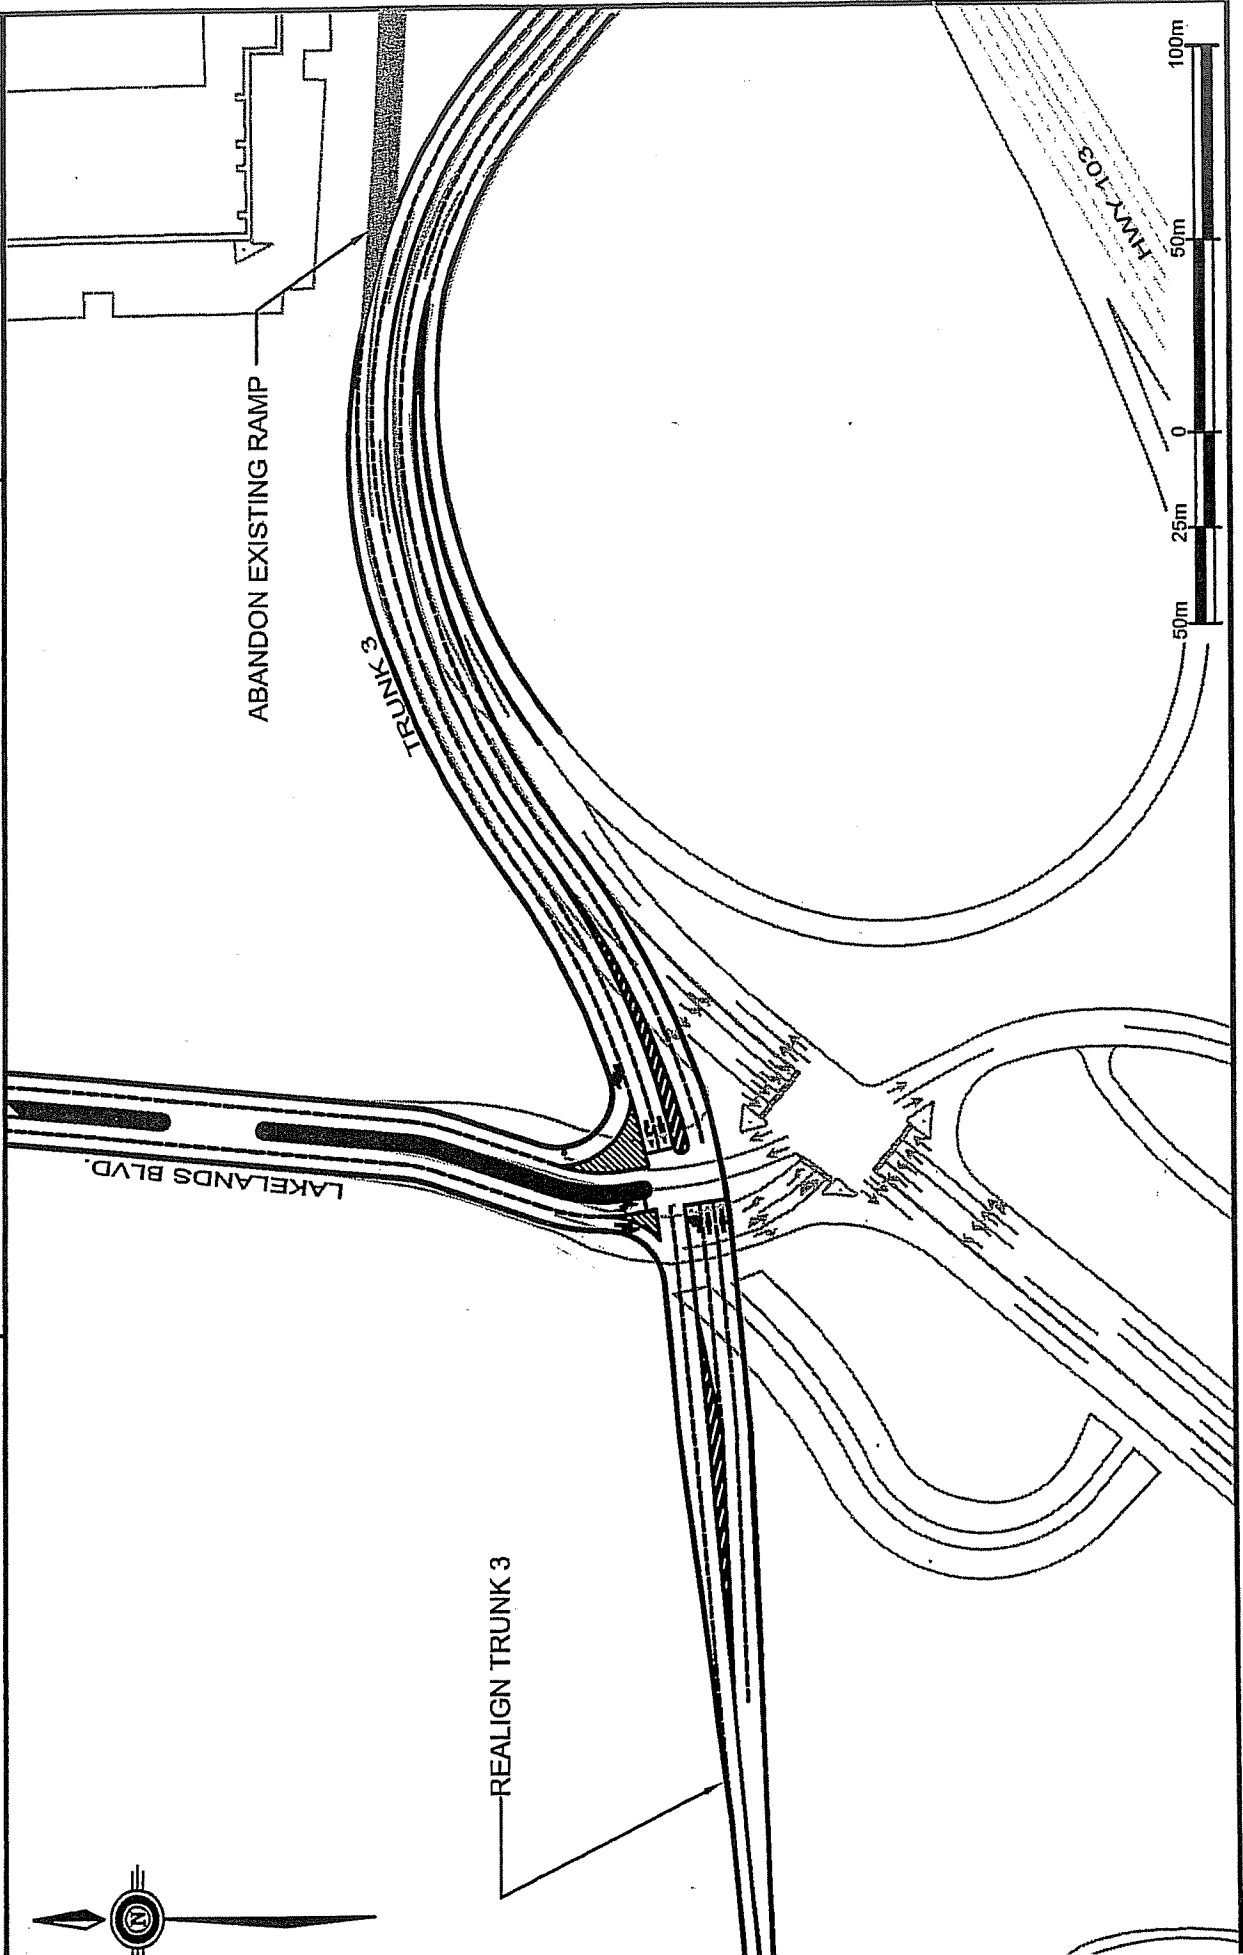 ABANDON EXISTING RAMP
TRUNK 3
LAKELANDS BLVD.
REALIGN TRUNK 3
HWY 103
N
50m
25m
0
50m
100m